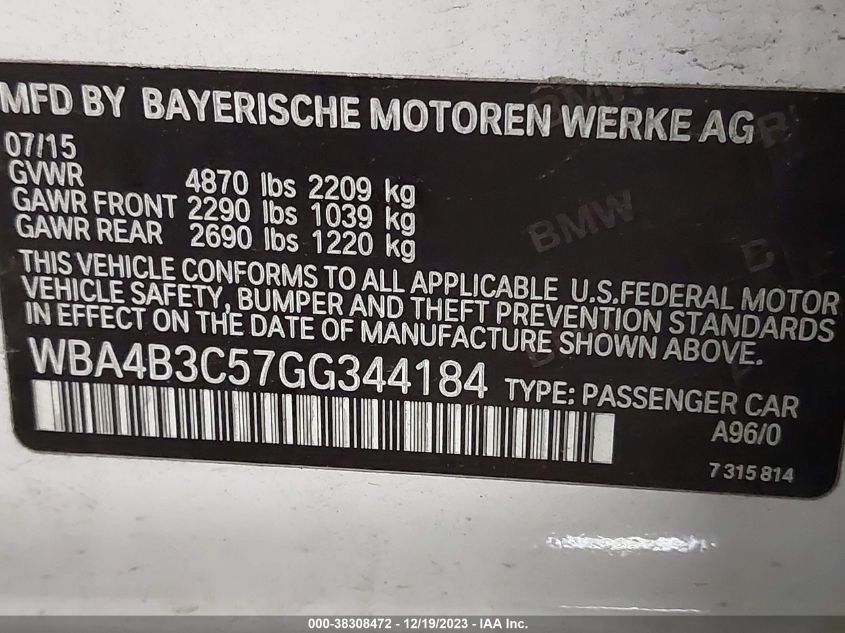 MFD BY BAYERISCHE MOTOREN WERKE AG
07/15
GVWR 4870 lbs 2209 kg
GAWR FRONT 2290 lbs 1039 kg
GAWR REAR 2690 lbs 1220 kg
THIS VEHICLE CONFORMS TO ALL APPLICABLE U.S.FEDERAL MOTOR
VEHICLE SAFETY, BUMPER AND THEFT PREVENTION STANDARDS
IN EFFECT ON THE DATE OF MANUFACTURE SHOWN ABOVE.
WBA4B3C57GG344184 TYPE: PASSENGER CAR
A96/0
7 315 814
BMW
BMW
000-38308472 - 12/19/2023 - IAA Inc.